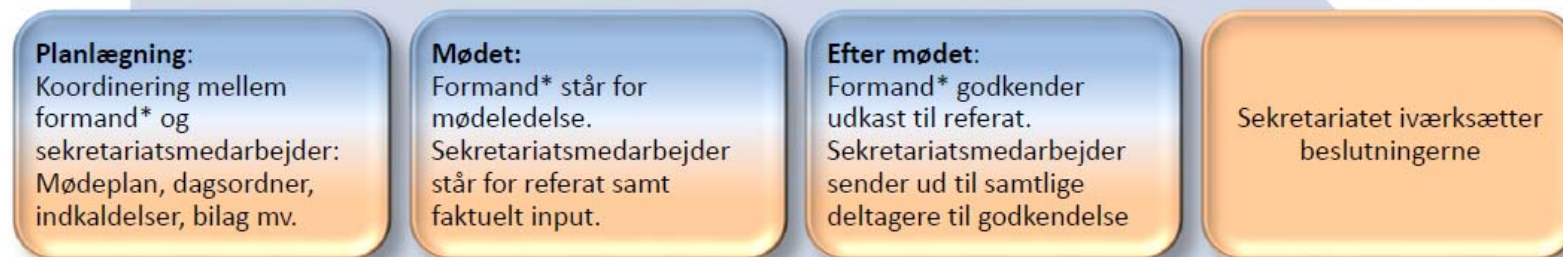 Planlægning:
Koordinering mellem
formand* og
sekretariatsmedarbejder:
Mødeplan, dagsordner,
indkaldelser, bilag mv.
Mødet:
Formand* står for
mødeledelse.
Sekretariatsmedarbejder
står for referat samt
faktuelt input.
Efter mødet:
Formand* godkender
udkast til referat.
Sekretariatsmedarbejder
sender ud til samtlige
deltagere til godkendelse
Sekretariatet iværksætter
beslutningerne